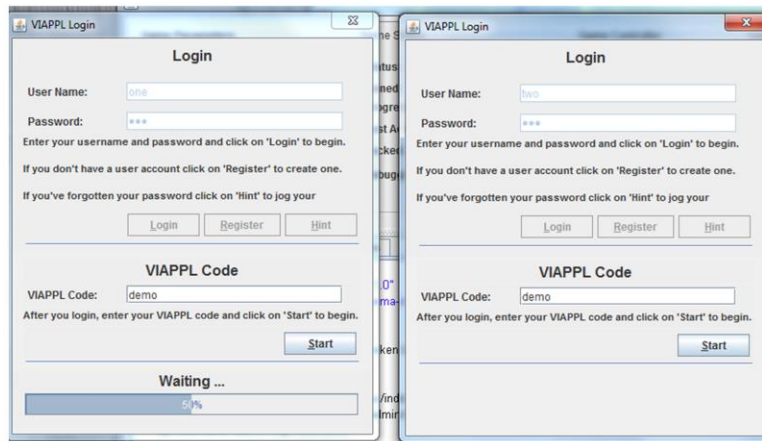 VIAPPL Login
Login
User Name: one
Password: •••
Enter your username and password and click on 'Login' to begin.
If you don't have a user account click on 'Register' to create one.
If you've forgotten your password click on 'Hint' to jog your
Login Register Hint
VIAPPL Code
VIAPPL Code: demo
After you login, enter your VIAPPL code and click on 'Start' to begin.
Start
Waiting ...
50%
VIAPPL Login
Login
User Name: two
Password: •••
Enter your username and password and click on 'Login' to begin.
If you don't have a user account click on 'Register' to create one.
If you've forgotten your password click on 'Hint' to jog your
Login Register Hint
VIAPPL Code
VIAPPL Code: demo
After you login, enter your VIAPPL code and click on 'Start' to begin.
Start